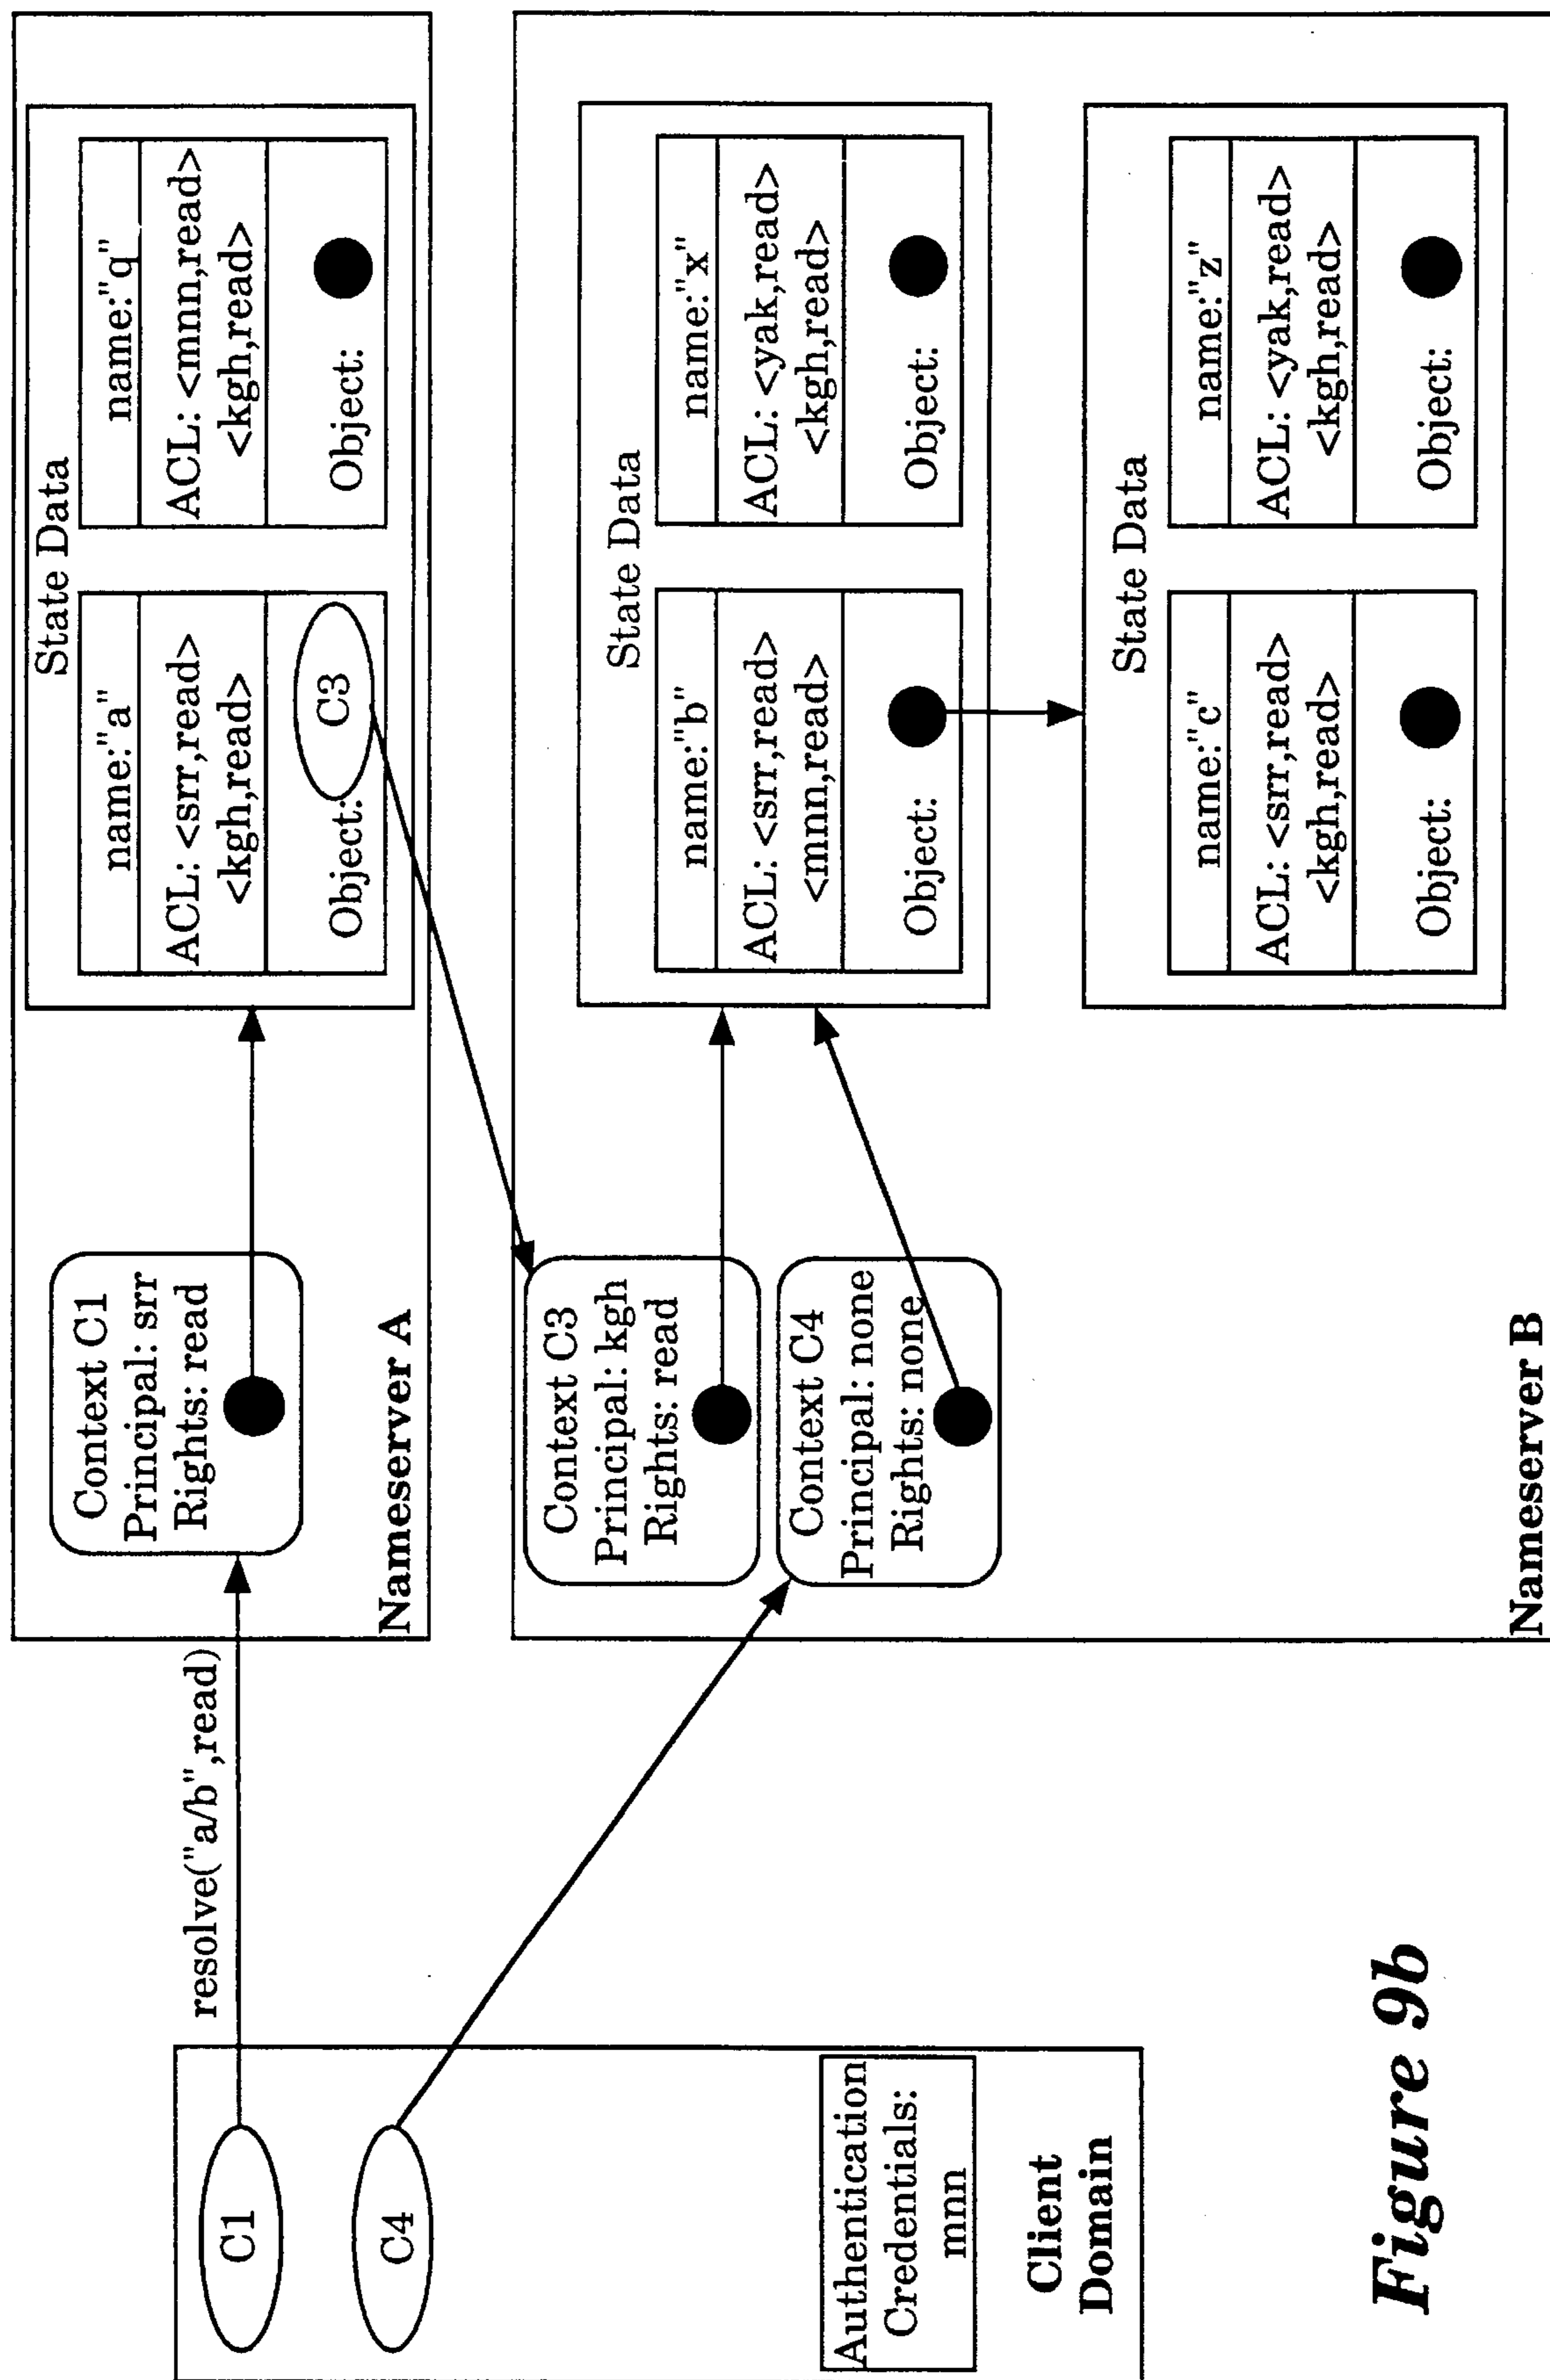 C1
C4
Authentication
Credentials:
mnn
Client
Domain
resolve("a/b",read)
Context C1
Principal: srr
Rights: read
Nameserver A
State Data
name:"a"
ACL: <srr,read>
<kgh,read>
Object:
C3
name:"q"
ACL: <mnn,read>
<kgh,read>
Object:
Context C3
Principal: kgh
Rights: read
Context C4
Principal: none
Rights: none
Nameserver B
State Data
name:"b"
ACL: <srr,read>
<mnn,read>
Object:
name:"x"
ACL: <yak,read>
<kgh,read>
Object:
State Data
name:"c"
ACL: <srr,read>
<kgh,read>
Object:
name:"z"
ACL: <yak,read>
<kgh,read>
Object:
Figure 9b